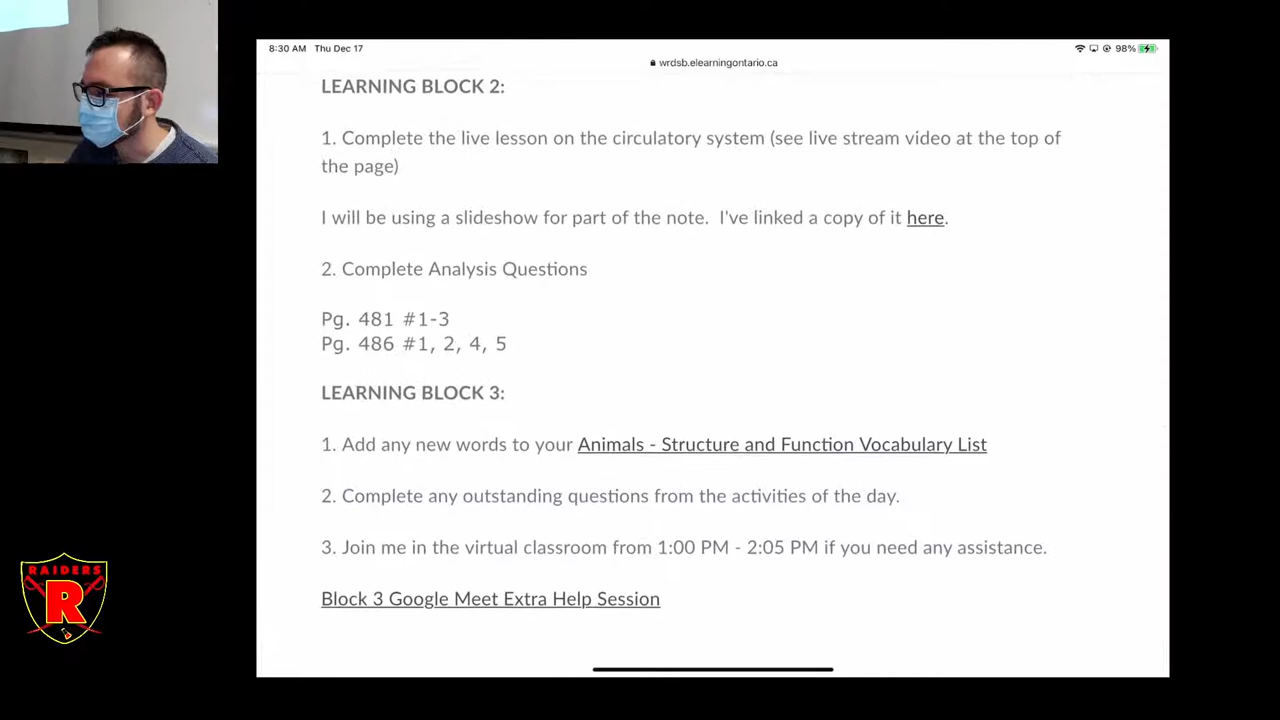 8:30 AM Thu Dec 17
98%
wrdsb.elearningontario.ca
LEARNING BLOCK 2:
1. Complete the live lesson on the circulatory system (see live stream video at the top of
the page)
I will be using a slideshow for part of the note. I've linked a copy of it here.
2. Complete Analysis Questions
Pg. 481 #1-3
Pg. 486 #1, 2, 4, 5
LEARNING BLOCK 3:
1. Add any new words to your Animals - Structure and Function Vocabulary List
2. Complete any outstanding questions from the activities of the day.
3. Join me in the virtual classroom from 1:00 PM - 2:05 PM if you need any assistance.
Block 3 Google Meet Extra Help Session
RAIDERS
R